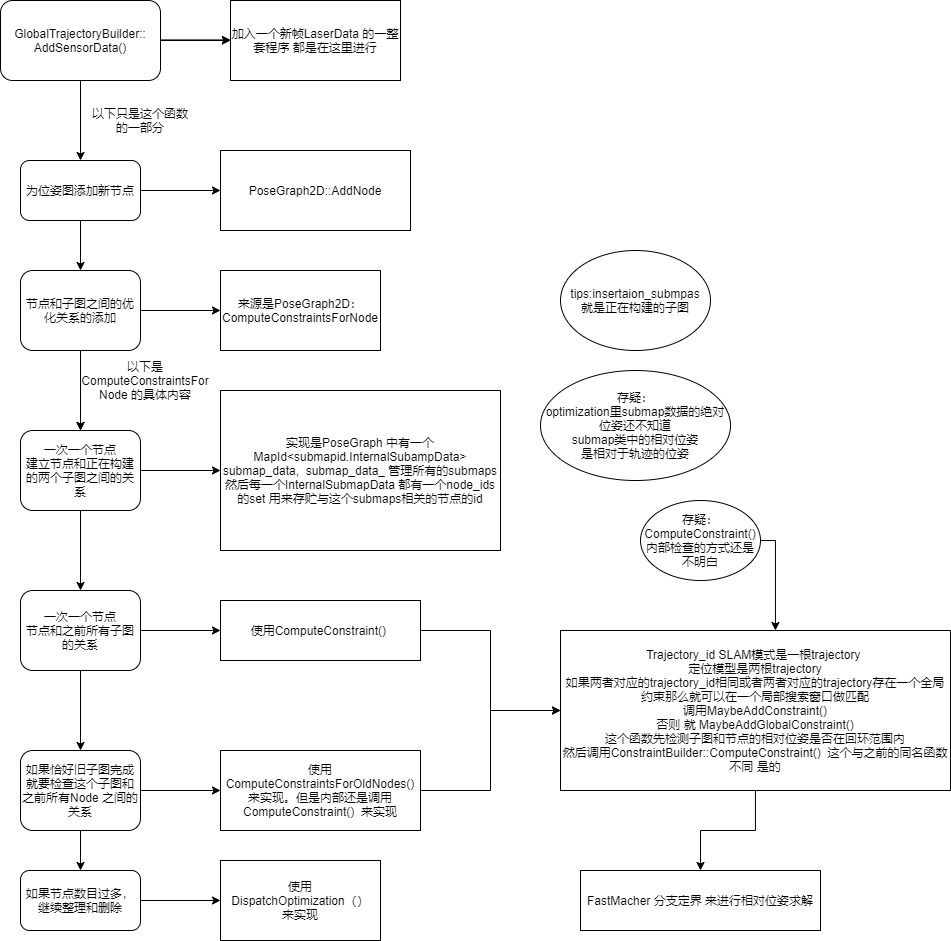 GlobalTrajectoryBuilder::
AddSensorData()
加入一个新帧LaserData 的一整
套程序 都是在这里进行
以下只是这个函数
的一部分
为位姿图添加新节点
PoseGraph2D::AddNode
节点和子图之间的优
化关系的添加
来源是PoseGraph2D：
ComputeConstraintsForNode
tips:insertaion_submpas
就是正在构建的子图
以下是
ComputeConstraintsFor
Node 的具体内容
存疑：
optimization里submap数据的绝对
位姿还不知道
submap类中的相对位姿
是相对于轨迹的位姿
一次一个节点
建立节点和正在构建
的两个子图之间的关
系
实现是PoseGraph 中有一个
MapId<submapid.InternalSubampData>
submap_data，submap_data_ 管理所有的submaps
然后每一个InternalSubmapData 都有一个node_ids
的set 用来存贮与这个submaps相关的节点的id
存疑：
ComputeConstraint()
内部检查的方式还是
不明白
一次一个节点
节点和之前所有子图
的关系
使用ComputeConstraint()
Trajectory_id SLAM模式是一根trajectory
定位模型是两根trajectory
如果两者对应的trajectory_id相同或者两者对应的trajectory存在一个全局
约束那么就可以在一个局部搜索窗口做匹配
调用MaybeAddConstraint()
否则 就 MaybeAddGlobalConstraint()
这个函数先检测子图和节点的相对位姿是否在回环范围内
然后调用ConstraintBuilder::ComputeConstraint() 这个与之前的同名函数
不同 是的
如果恰好旧子图完成
就要检查这个子图和
之前所有Node 之间的
关系
使用
ComputeConstraintsForOldNodes()
来实现。但是内部还是调用
ComputeConstraint() 来实现
如果节点数目过多，
继续整理和删除
使用
DispatchOptimization（）
来实现
FastMacher 分支定界 来进行相对位姿求解